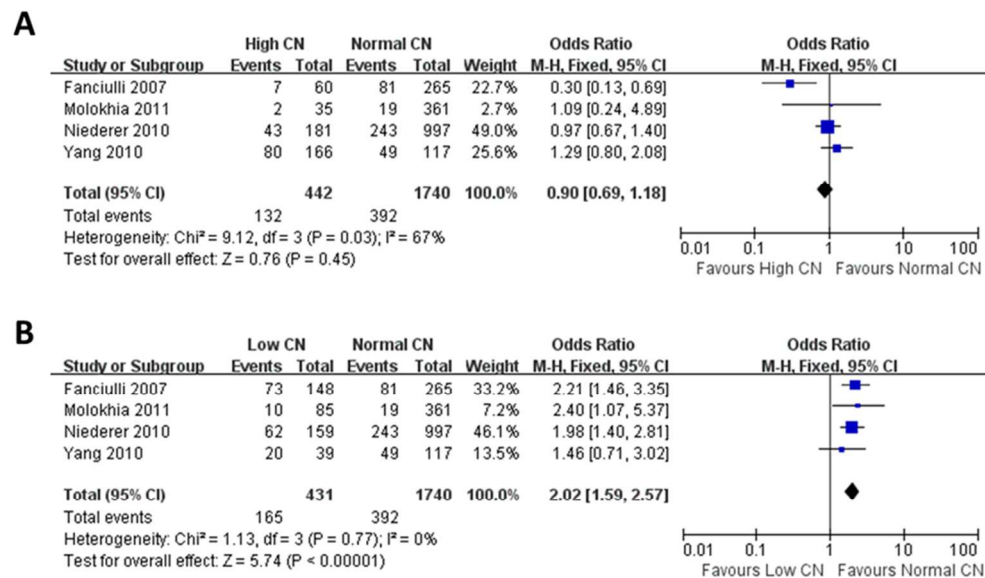 A
High CN Normal CN Odds Ratio Odds Ratio
Study or Subgroup Events Total Events Total Weight M-H, Fixed, 95% CI M-H, Fixed, 95% CI
Fanciulli 2007 7 60 81 265 22.7% 0.30 [0.13, 0.69]
Molokhia 2011 2 35 19 361 2.7% 1.09 [0.24, 4.89]
Niederer 2010 43 181 243 997 49.0% 0.97 [0.67, 1.40]
Yang 2010 80 166 49 117 25.6% 1.29 [0.80, 2.08]
Total (95% CI) 442 1740 100.0% 0.90 [0.69, 1.18]
Total events 132 392
Heterogeneity: Chi² = 9.12, df = 3 (P = 0.03); I² = 67%
Test for overall effect: Z = 0.76 (P = 0.45)
0.01 0.1 1 10 100
Favours High CN Favours Normal CN
B
Low CN Normal CN Odds Ratio Odds Ratio
Study or Subgroup Events Total Events Total Weight M-H, Fixed, 95% CI M-H, Fixed, 95% CI
Fanciulli 2007 73 148 81 265 33.2% 2.21 [1.46, 3.35]
Molokhia 2011 10 85 19 361 7.2% 2.40 [1.07, 5.37]
Niederer 2010 62 159 243 997 46.1% 1.98 [1.40, 2.81]
Yang 2010 20 39 49 117 13.5% 1.46 [0.71, 3.02]
Total (95% CI) 431 1740 100.0% 2.02 [1.59, 2.57]
Total events 165 392
Heterogeneity: Chi² = 1.13, df = 3 (P = 0.77); I² = 0%
Test for overall effect: Z = 5.74 (P < 0.00001)
0.01 0.1 1 10 100
Favours Low CN Favours Normal CN